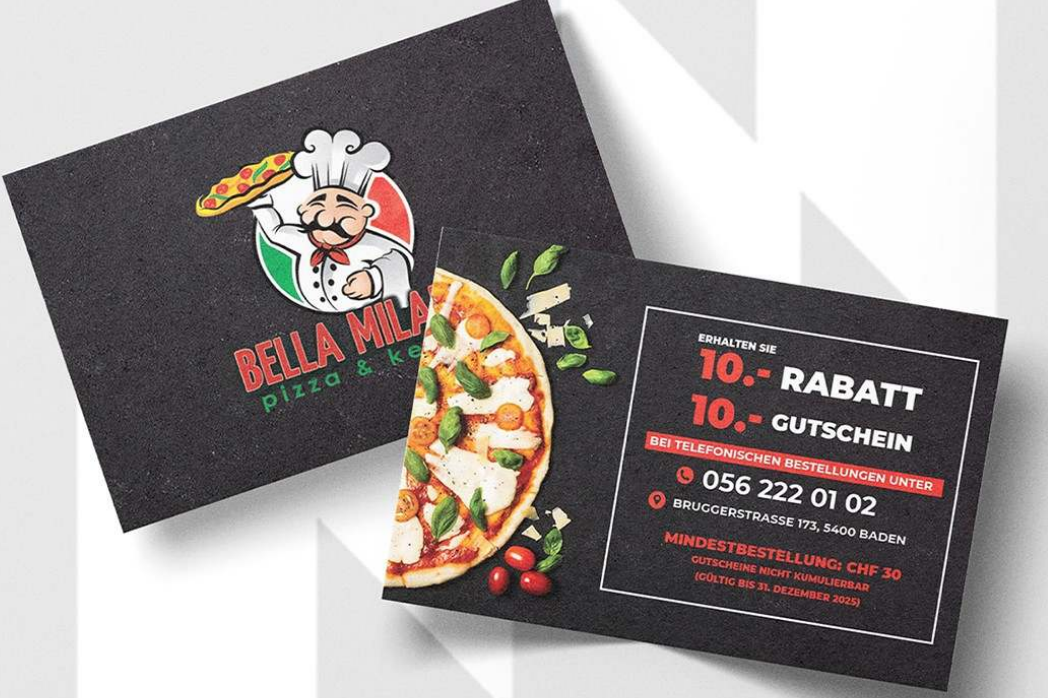 BELLA MILA
pizza & ke
ERHALTEN SIE
10.- RABATT
10.- GUTSCHEIN
BEI TELEFONISCHEN BESTELLUNGEN UNTER
056 222 01 02
BRUGGERSTRASSE 173, 5400 BADEN
MINDESTBESTELLUNG: CHF 30
GUTSCHEINE NICHT KUMULIERBAR
(GÜLTIG BIS 31. DEZEMBER 2025)